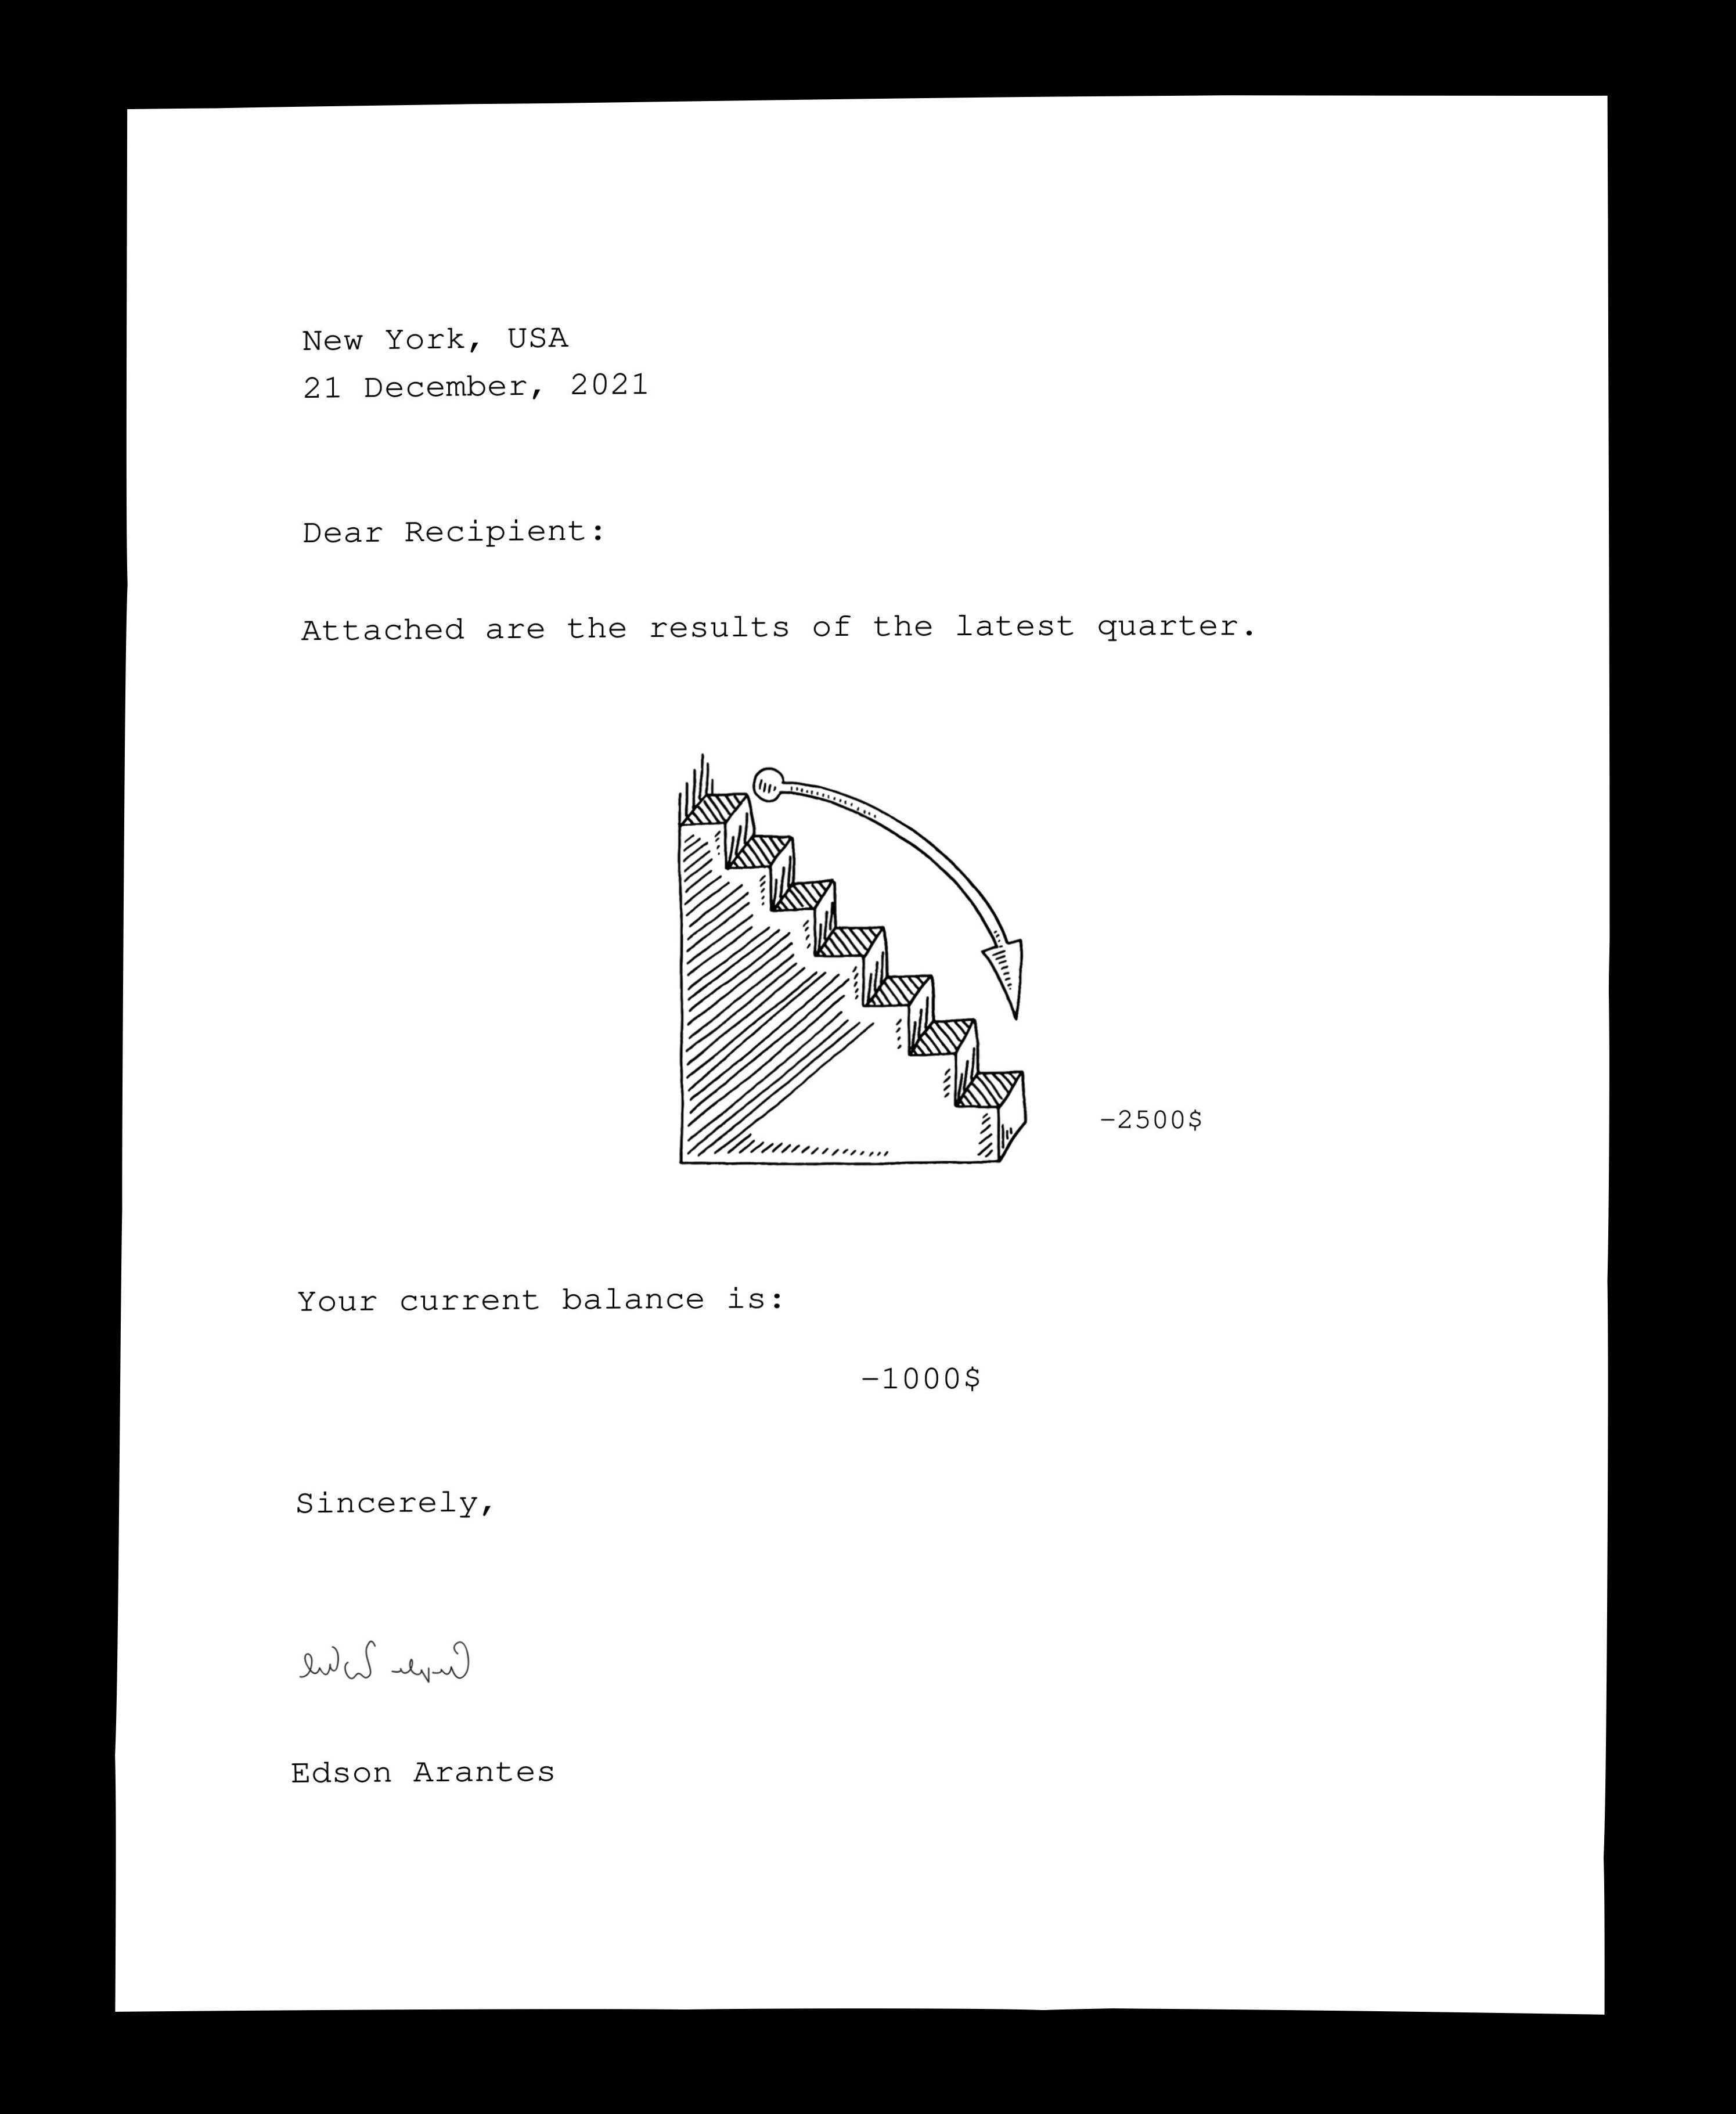 New York, USA
21 December, 2021
Dear Recipient:
Attached are the results of the latest quarter.
-2500$
Your current balance is:
-1000$
Sincerely,
Edson Arantes